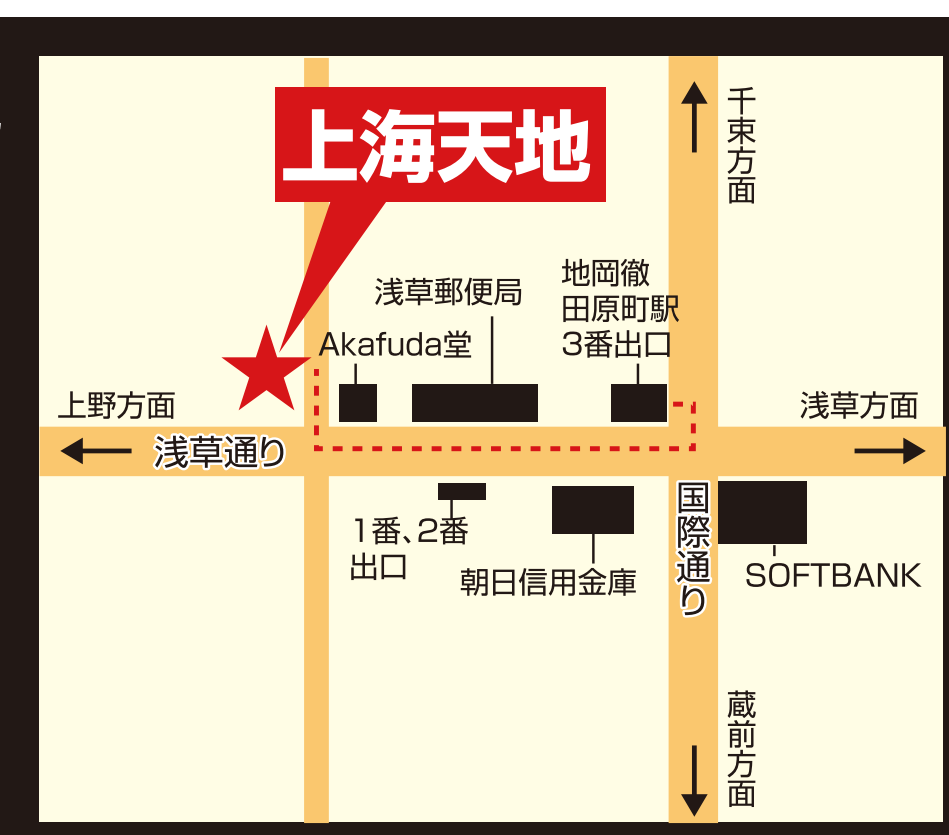 上海天地
千束方面
地岡徹
田原町駅
3番出口
浅草郵便局
Akafuda堂
上野方面
浅草方面
浅草通り
国際通り
1番、2番
出口
朝日信用金庫
SOFTBANK
蔵前方面